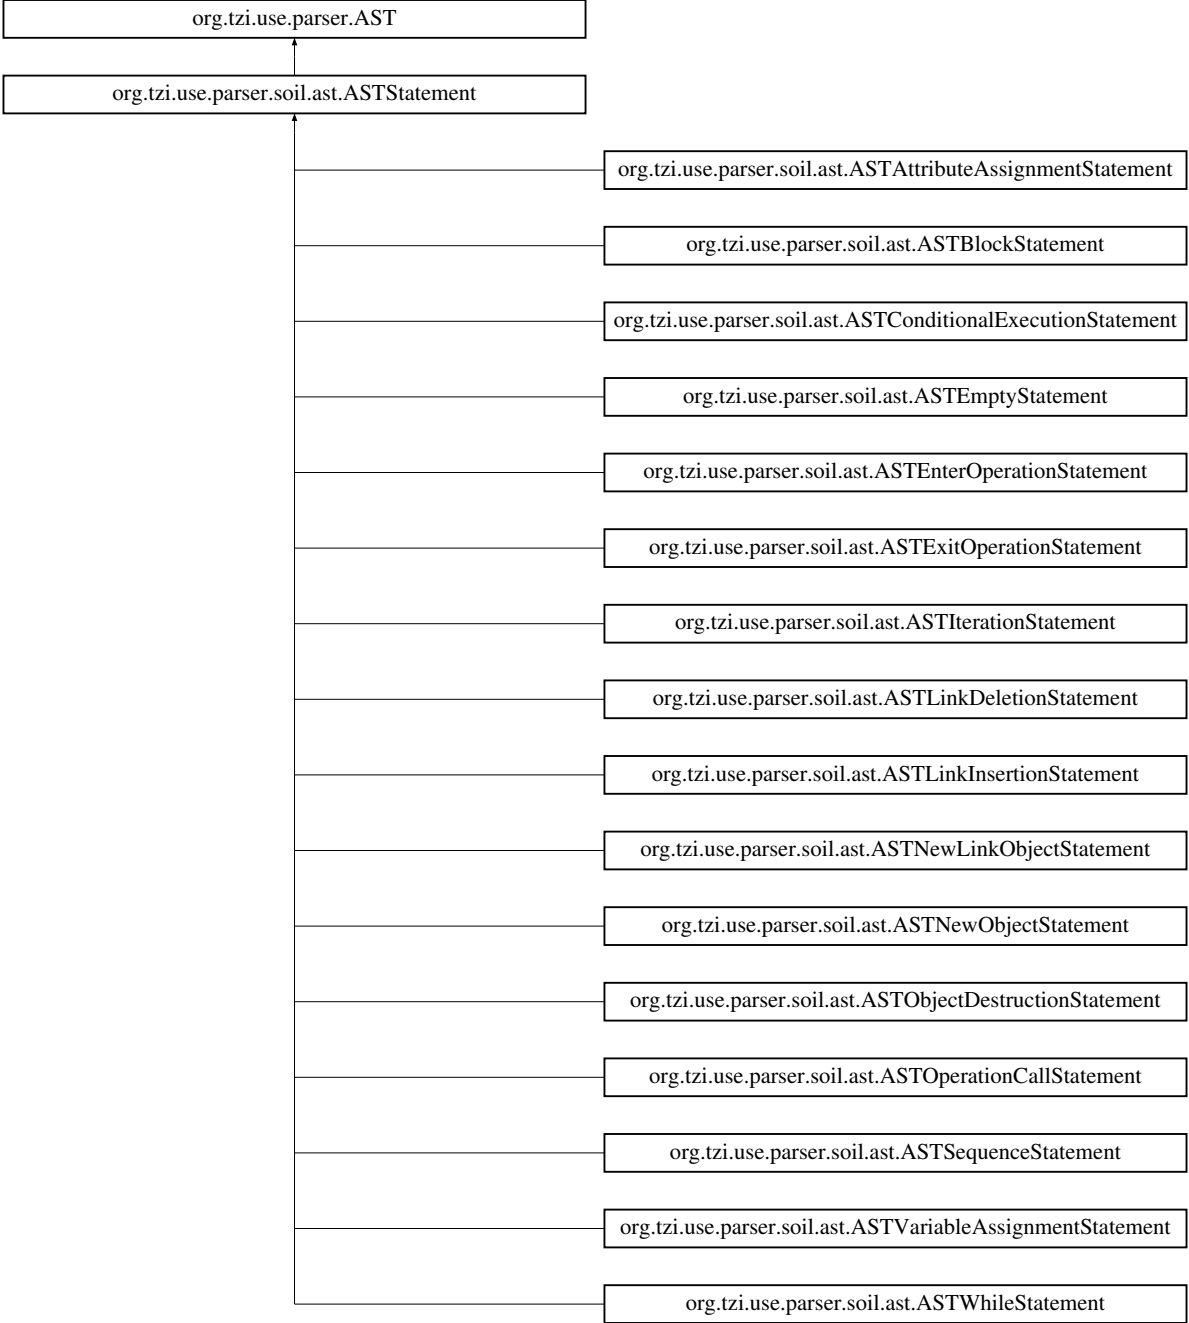 org.tzi.use.parser.AST
org.tzi.use.parser.soil.ast.ASTStatement
org.tzi.use.parser.soil.ast.ASTAttributeAssignmentStatement
org.tzi.use.parser.soil.ast.ASTBlockStatement
org.tzi.use.parser.soil.ast.ASTConditionalExecutionStatement
org.tzi.use.parser.soil.ast.ASTEmptyStatement
org.tzi.use.parser.soil.ast.ASTEnterOperationStatement
org.tzi.use.parser.soil.ast.ASTExitOperationStatement
org.tzi.use.parser.soil.ast.ASTIterationStatement
org.tzi.use.parser.soil.ast.ASTLinkDeletionStatement
org.tzi.use.parser.soil.ast.ASTLinkInsertionStatement
org.tzi.use.parser.soil.ast.ASTNewLinkObjectStatement
org.tzi.use.parser.soil.ast.ASTNewObjectStatement
org.tzi.use.parser.soil.ast.ASTObjectDestructionStatement
org.tzi.use.parser.soil.ast.ASTOperationCallStatement
org.tzi.use.parser.soil.ast.ASTSequenceStatement
org.tzi.use.parser.soil.ast.ASTVariableAssignmentStatement
org.tzi.use.parser.soil.ast.ASTWhileStatement